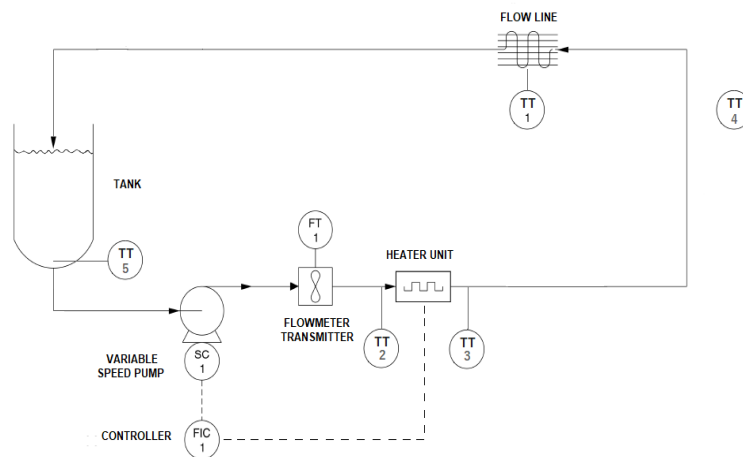 FLOW LINE
TT
1
TT
4
TANK
TT
5
FT
1
HEATER UNIT
FLOWMETER
TRANSMITTER
TT
2
TT
3
VARIABLE
SPEED PUMP
SC
1
CONTROLLER
FIC
1